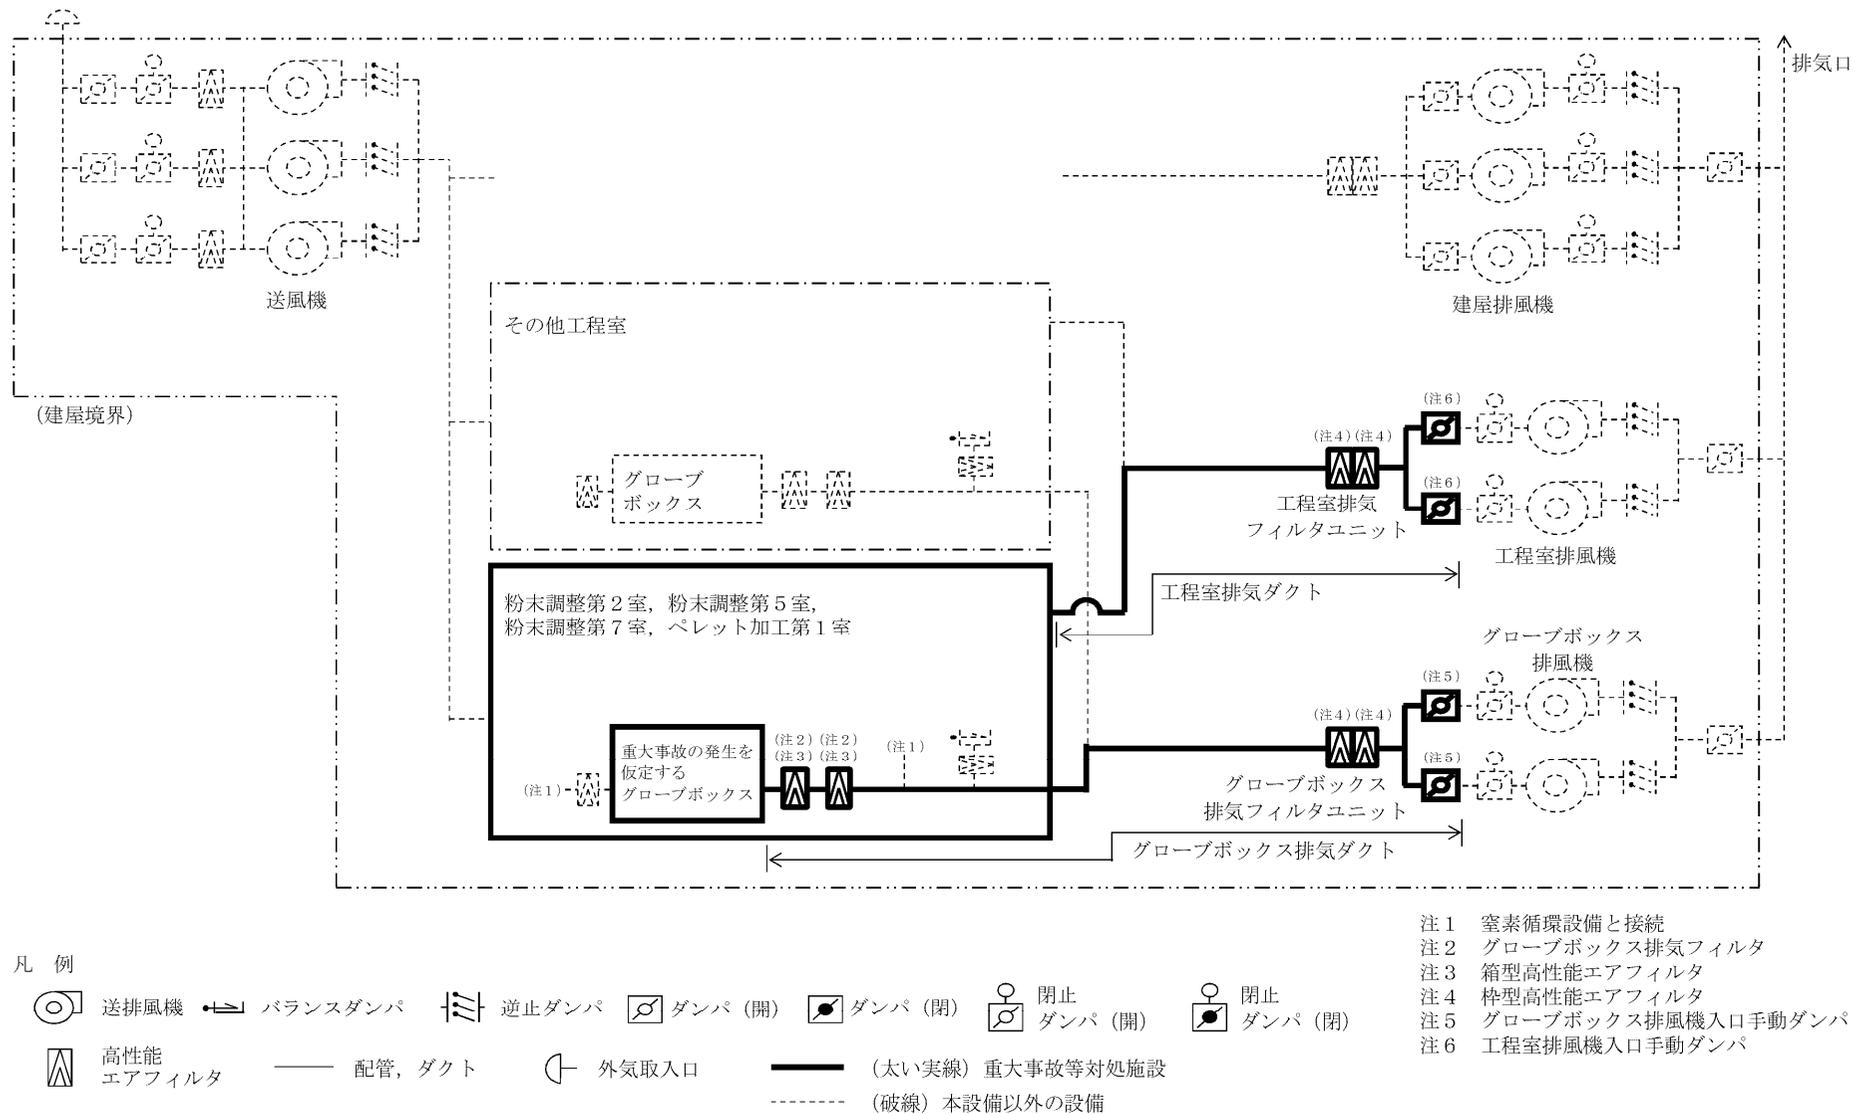 排気口
送風機
建屋排風機
その他工程室
（建屋境界）
グローブ
ボックス
（注６）
（注４）（注４）
（注６）
工程室排気
フィルタユニット
工程室排風機
工程室排気ダクト
粉末調整第２室，粉末調整第５室，
粉末調整第７室，ペレット加工第１室
グローブボックス
排風機
（注５）
（注４）（注４）
（注５）
（注２）（注２）
（注３）（注３）
（注１）
重大事故の発生を
仮定する
グローブボックス
（注１）
グローブボックス
排気フィルタユニット
グローブボックス排気ダクト
注１　窒素循環設備と接続
注２　グローブボックス排気フィルタ
注３　箱型高性能エアフィルタ
注４　枠型高性能エアフィルタ
注５　グローブボックス排風機入口手動ダンパ
注６　工程室排風機入口手動ダンパ
凡　例
送排風機
バランスダンパ
逆止ダンパ
ダンパ（開）
ダンパ（閉）
閉止
ダンパ（開）
閉止
ダンパ（閉）
高性能
エアフィルタ
配管，ダクト
外気取入口
（太い実線）重大事故等対処施設
（破線）本設備以外の設備